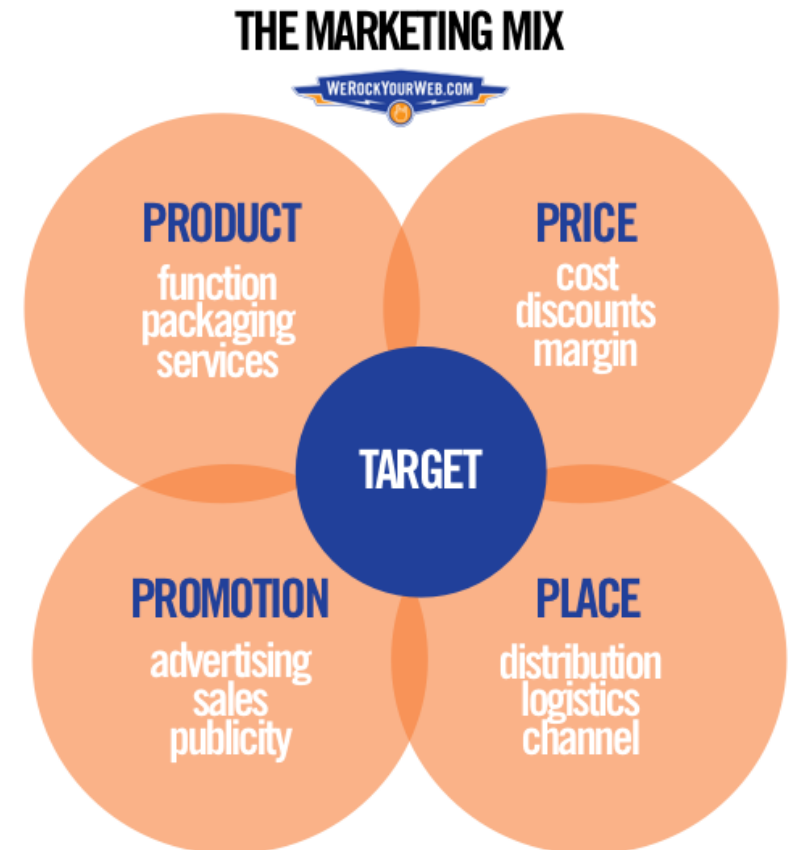 THE MARKETING MIX
WEROCKYOURWEB.COM
PRODUCT
function
packaging
services
PRICE
cost
discounts
margin
TARGET
PROMOTION
advertising
sales
publicity
PLACE
distribution
logistics
channel